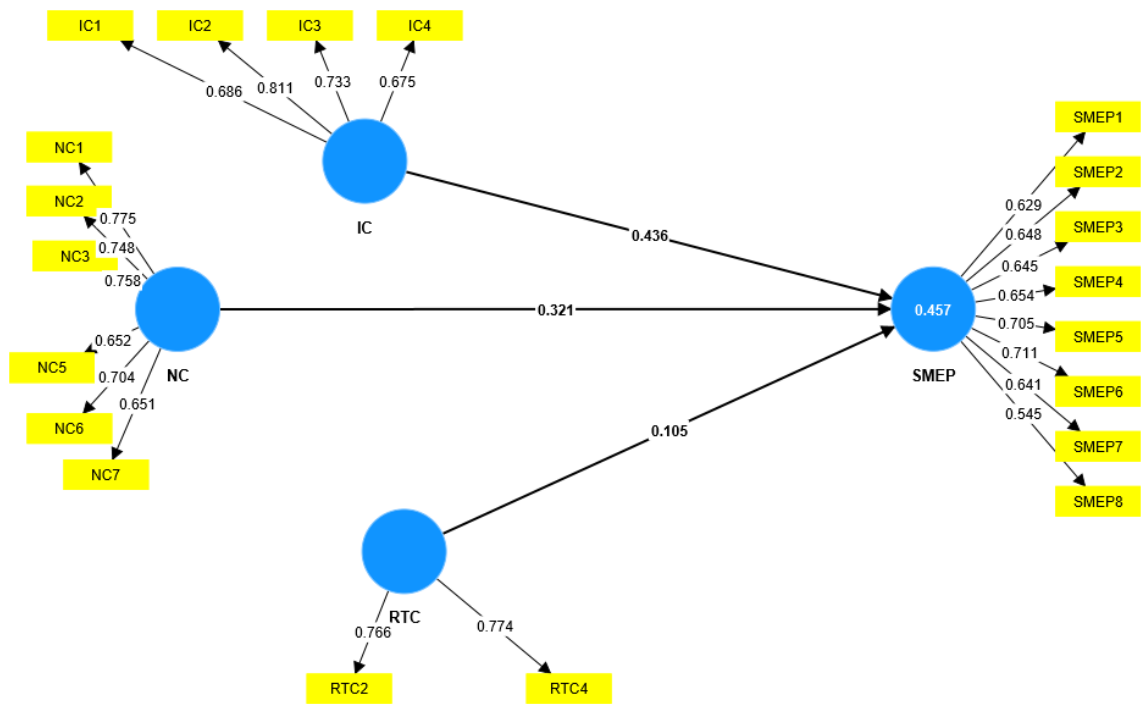 IC1
IC2
IC3
IC4
0.686
0.811
0.733
0.675
IC
NC1
NC2
NC3
NC5
NC6
NC7
0.775
0.748
0.758
0.652
0.704
0.651
NC
0.436
0.321
0.105
RTC
0.766
0.774
RTC2
RTC4
0.457
SMEP
0.629
0.648
0.645
0.654
0.705
0.711
0.641
0.545
SMEP1
SMEP2
SMEP3
SMEP4
SMEP5
SMEP6
SMEP7
SMEP8